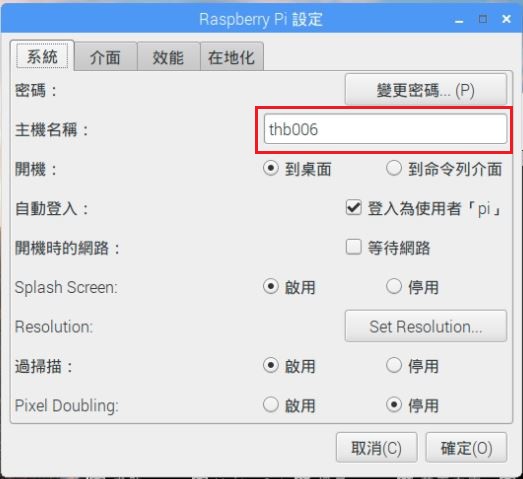 Raspberry Pi 設定
系統 介面 效能 在地化
密碼： 變更密碼... (P)
主機名稱： thb006
開機： 到桌面 到命令列介面
自動登入： 登入為使用者「pi」
開機時的網路： 等待網路
Splash Screen: 啟用 停用
Resolution: Set Resolution...
過掃描： 啟用 停用
Pixel Doubling: 啟用 停用
取消(C) 確定(O)